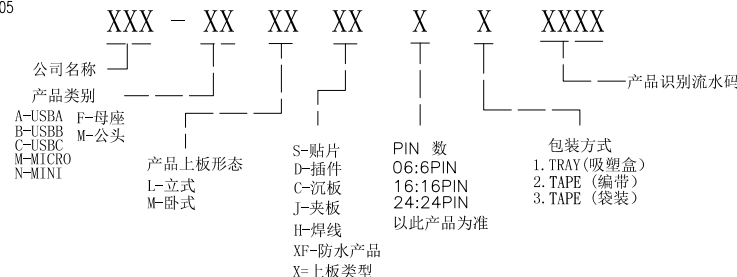 05
XXX-XX XX XX X X XXXX
公司名称
产品识别流水码
产品类别
A-USBA F-母座
B-USBB M-公头
C-USBC
M-MICRO
N-MINI
产品上板形态
L-立式
M-卧式
S-贴片
D-插件
C-沉板
J-夹板
H-焊线
XF-防水产品
X=上板类型
PIN 数
06:6PIN
16:16PIN
24:24PIN
以此产品为准
包装方式
1.TRAY(吸塑盒)
2.TAPE (编带)
3.TAPE (袋装)